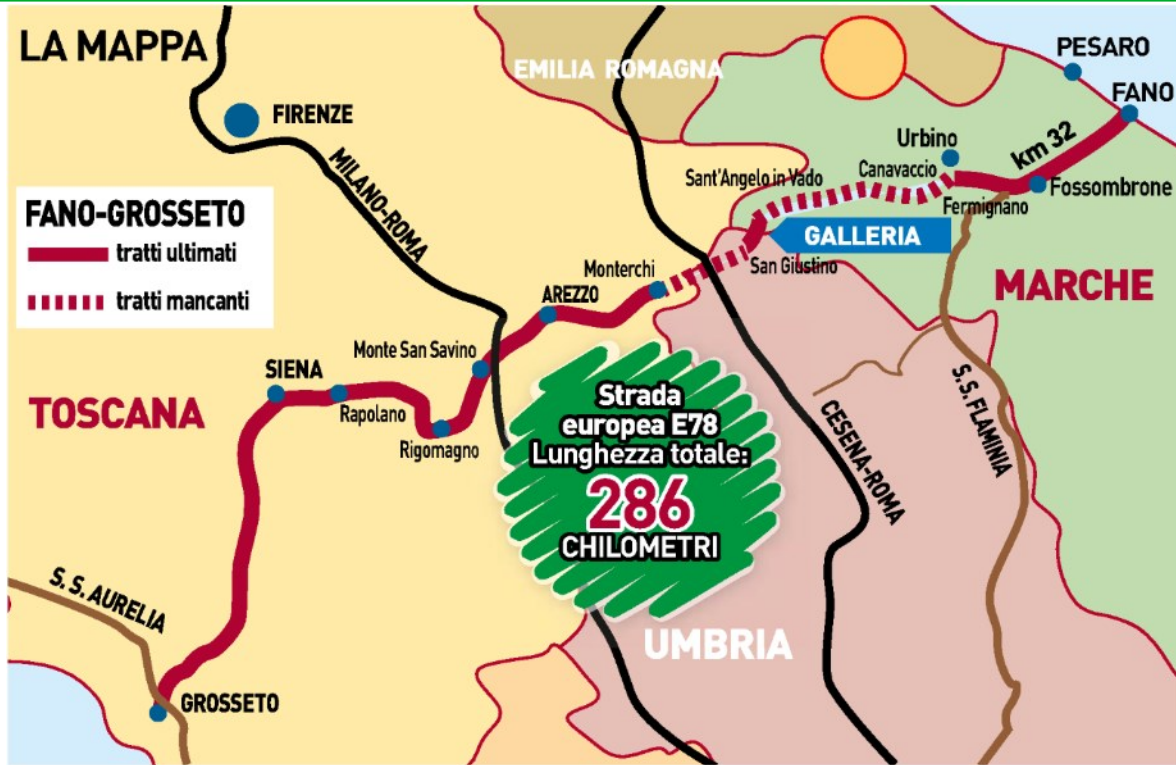 LA MAPPA
EMILIA ROMAGNA
PESARO
FANO
FIRENZE
MILANO-ROMA
Urbino
km 32
Canavaccio
Sant'Angelo in Vado
Fossombrone
Fermignano
FANO-GROSSETO
tratti ultimati
tratti mancanti
GALLERIA
San Giustino
Monterchi
MARCHE
AREZZO
Monte San Savino
SIENA
Rapolano
TOSCANA
Rigomagno
Strada
europea E78
Lunghezza totale:
286
CHILOMETRI
CESENA-ROMA
S.S. FLAMINIA
S. S. AURELIA
UMBRIA
GROSSETO